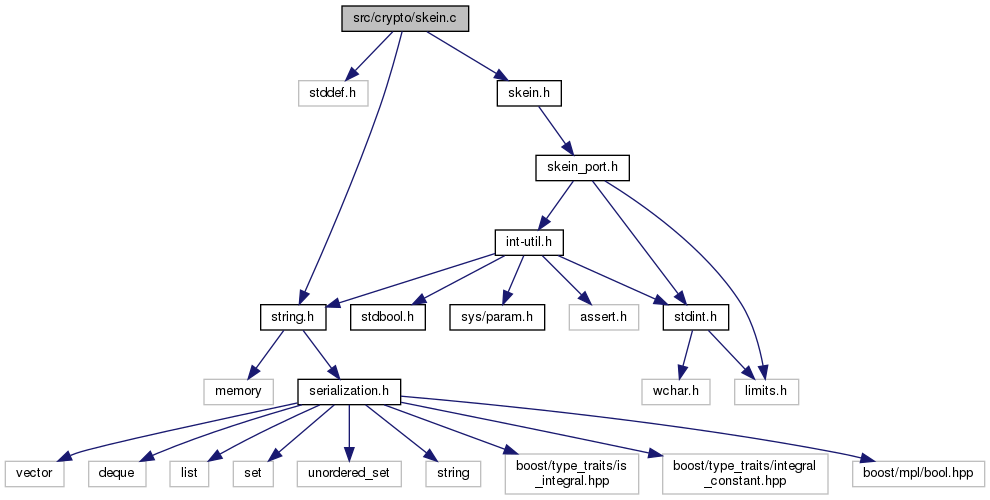 src/crypto/skein.c
stddef.h
skein.h
skein_port.h
int-util.h
string.h
stdbool.h
sys/param.h
assert.h
stdint.h
memory
serialization.h
wchar.h
limits.h
vector
deque
list
set
unordered_set
string
boost/type_traits/is
_integral.hpp
boost/type_traits/integral
_constant.hpp
boost/mpl/bool.hpp